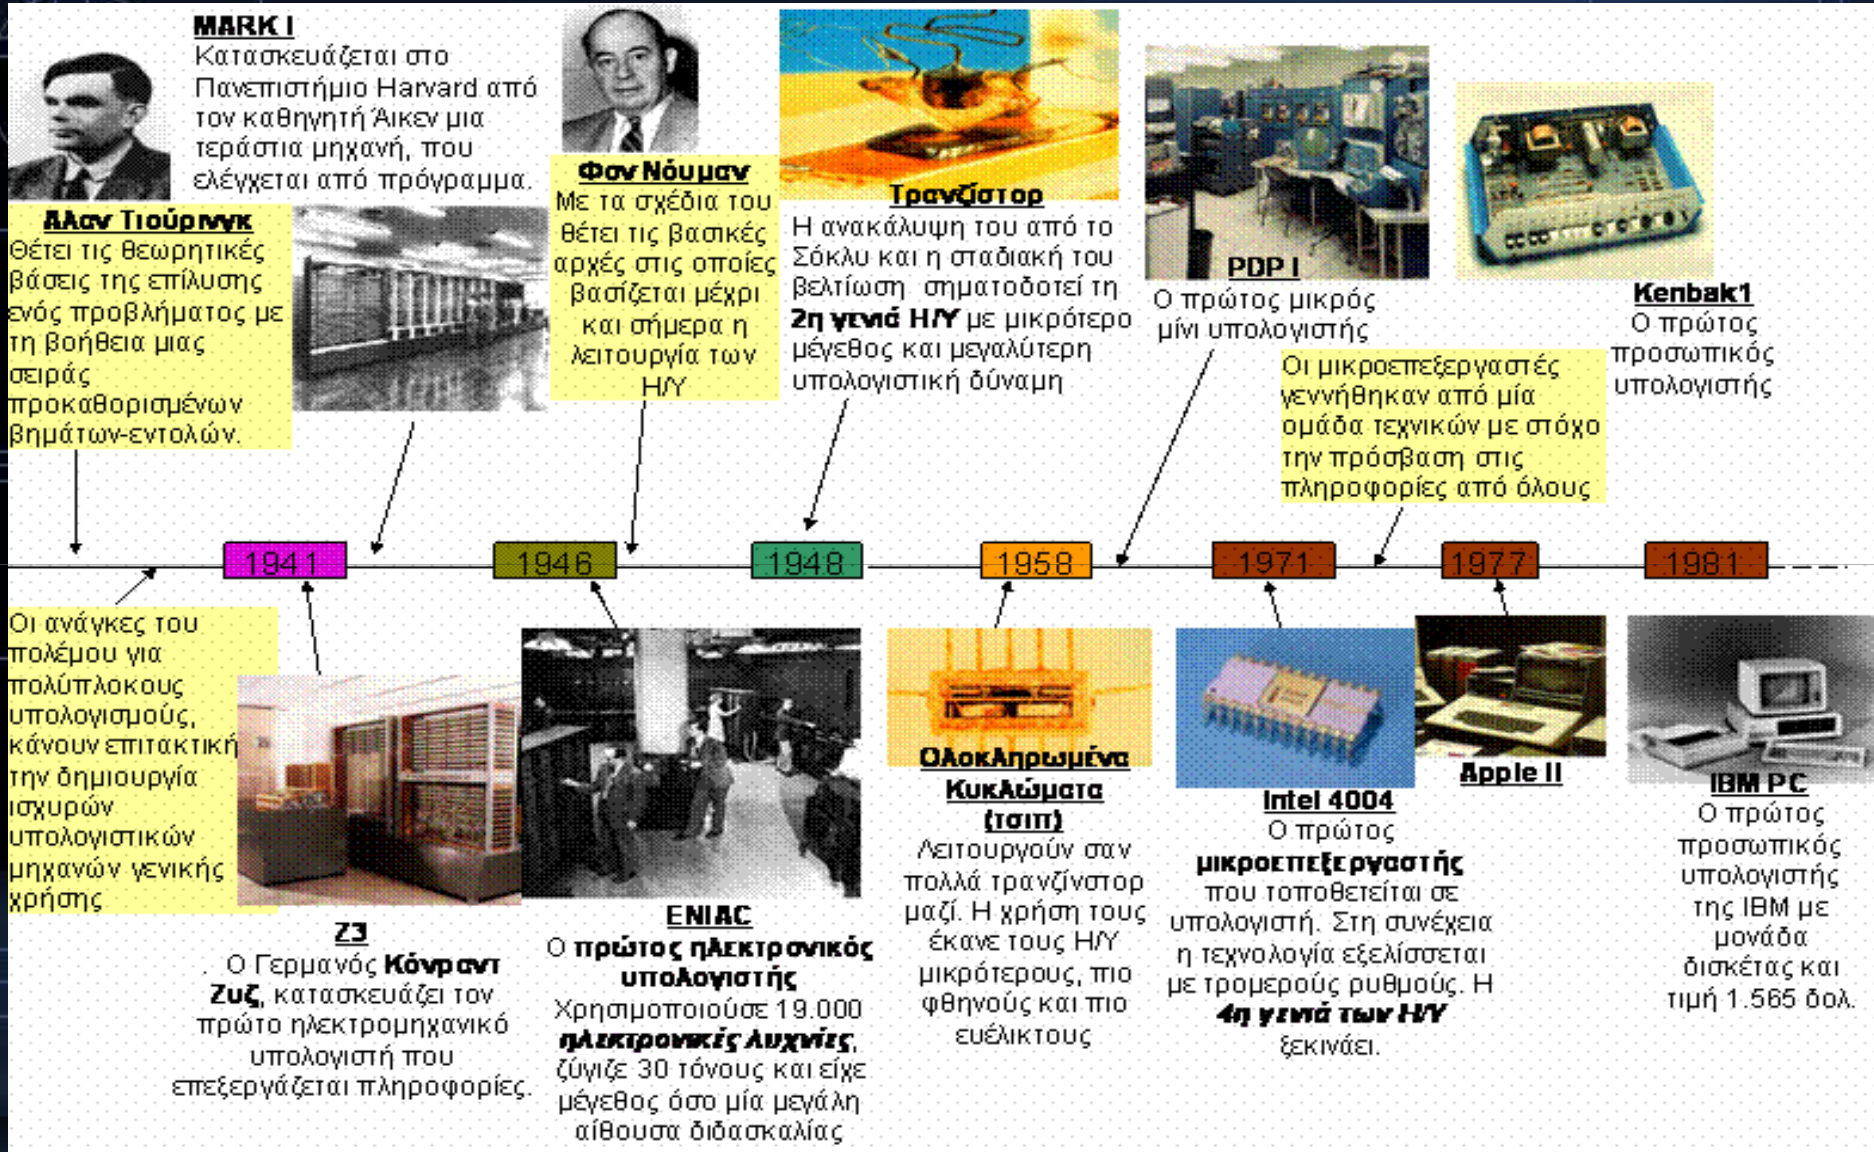 MARK I
Κατασκευάζεται στο
Πανεπιστήμιο Harvard από
τον καθηγητή Άικεν μια
τεράστια μηχανή, που
ελέγχεται από πρόγραμμα.
Αλαν Τιούρινγκ
Θέτει τις θεωρητικές
βάσεις της επίλυσης
ενός προβλήματος με
τη βοήθεια μιας
σειράς
προκαθορισμένων
βημάτων-εντολών.
Φον Νόυμαν
Με τα σχέδια του
θέτει τις βασικές
αρχές στις οποίες
βασίζεται μέχρι
και σήμερα η
λειτουργία των
Η/Υ
Τρανζίστορ
Η ανακάλυψη του από το
Σόκλυ και η σταδιακή του
βελτίωση σηματοδοτεί τη
2η γενιά Η/Υ με μικρότερο
μέγεθος και μεγαλύτερη
υπολογιστική δύναμη
PDP I
Ο πρώτος μικρός
μίνι υπολογιστής
Kenbak1
Ο πρώτος
προσωπικός
υπολογιστής
Οι μικροεπεξεργαστές
γεννήθηκαν από μία
ομάδα τεχνικών με στόχο
την πρόσβαση στις
πληροφορίες από όλους
1941
1946
1948
1958
1971
1977
1981
Οι ανάγκες του
πολέμου για
πολύπλοκους
υπολογισμούς,
κάνουν επιτακτική
την δημιουργία
ισχυρών
υπολογιστικών
μηχανών γενικής
χρήσης
Z3
. Ο Γερμανός Κόνραντ
Ζυζ, κατασκευάζει τον
πρώτο ηλεκτρομηχανικό
υπολογιστή που
επεξεργάζεται πληροφορίες.
ENIAC
Ο πρώτος ηλεκτρονικός
υπολογιστής
Χρησιμοποιούσε 19.000
ηλεκτρονικές λυχνίες,
ζύγιζε 30 τόνους και είχε
μέγεθος όσο μία μεγάλη
αίθουσα διδασκαλίας
Ολοκληρωμένα
Κυκλώματα
(τσιπ)
Λειτουργούν σαν
πολλά τρανζίνστορ
μαζί. Η χρήση τους
έκανε τους Η/Υ
μικρότερους, πιο
φθηνούς και πιο
ευέλικτους
Intel 4004
Ο πρώτος
μικροεπεξεργαστής
που τοποθετείται σε
υπολογιστή. Στη συνέχεια
η τεχνολογία εξελίσσεται
με τρομερούς ρυθμούς. Η
4η γενιά των Η/Υ
ξεκινάει.
Apple II
IBM PC
Ο πρώτος
προσωπικός
υπολογιστής
της IBM με
μονάδα
δισκέτας και
τιμή 1.565 δολ.